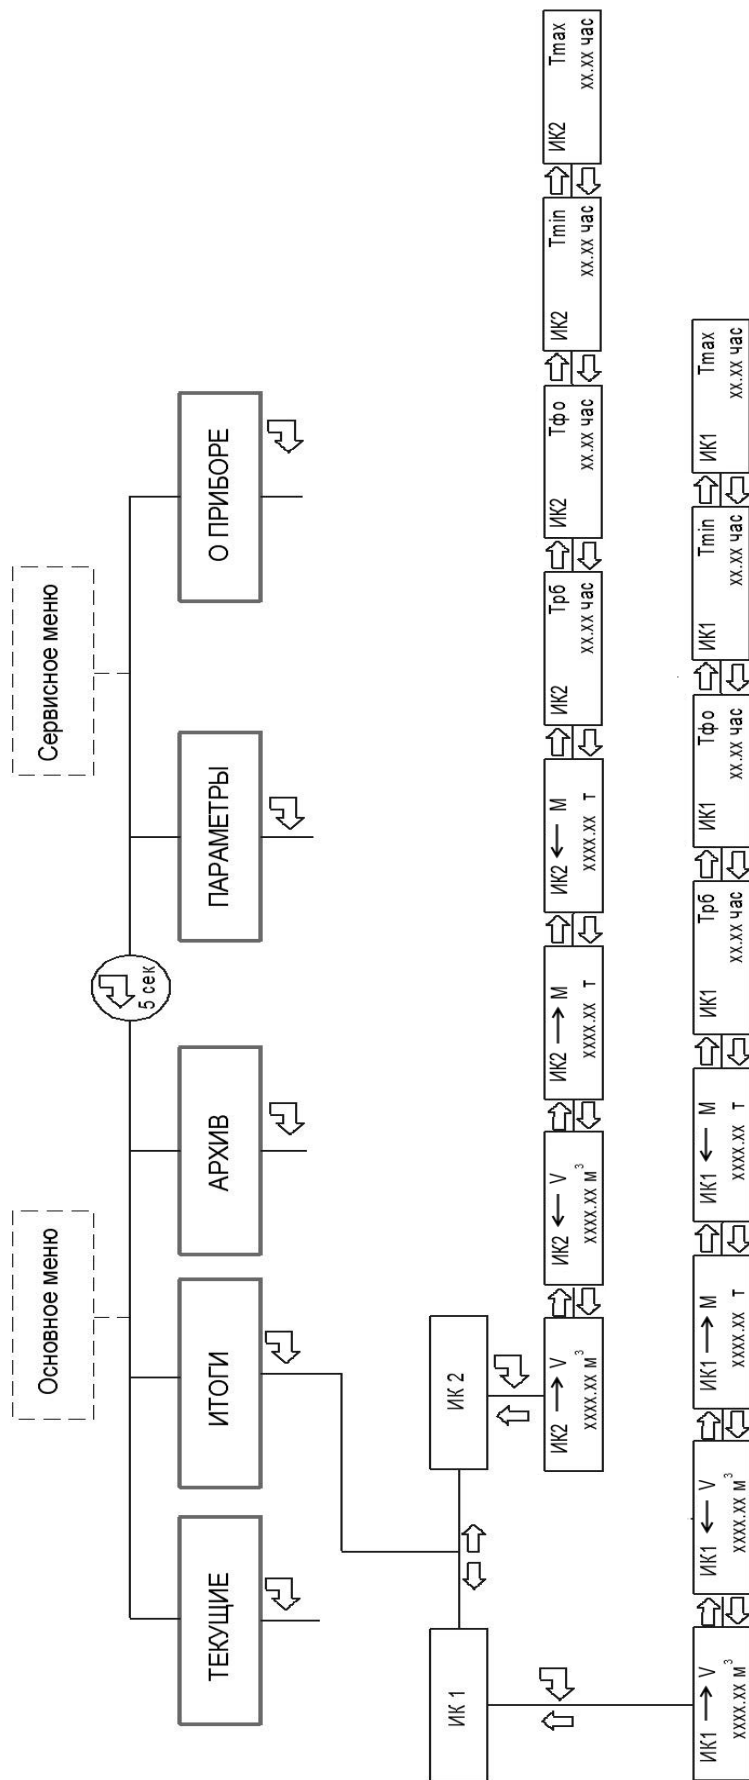 Основное меню
Сервисное меню
5 сек
ТЕКУЩИЕ
ИТОГИ
АРХИВ
ПАРАМЕТРЫ
О ПРИБОРЕ
ИК 1
ИК 2
ИК2 → V
xxxx.xx м³
ИК2 ← V
xxxx.xx м³
ИК2 → M
xxxx.xx т
ИК2 ← M
xxxx.xx т
ИК2 Tрб
xx.xx час
ИК2 Tфо
xx.xx час
ИК2 Tmin
xx.xx час
ИК2 Tmax
xx.xx час
ИК1 → V
xxxx.xx м³
ИК1 ← V
xxxx.xx м³
ИК1 → M
xxxx.xx т
ИК1 ← M
xxxx.xx т
ИК1 Tрб
xx.xx час
ИК1 Tфо
xx.xx час
ИК1 Tmin
xx.xx час
ИК1 Tmax
xx.xx час